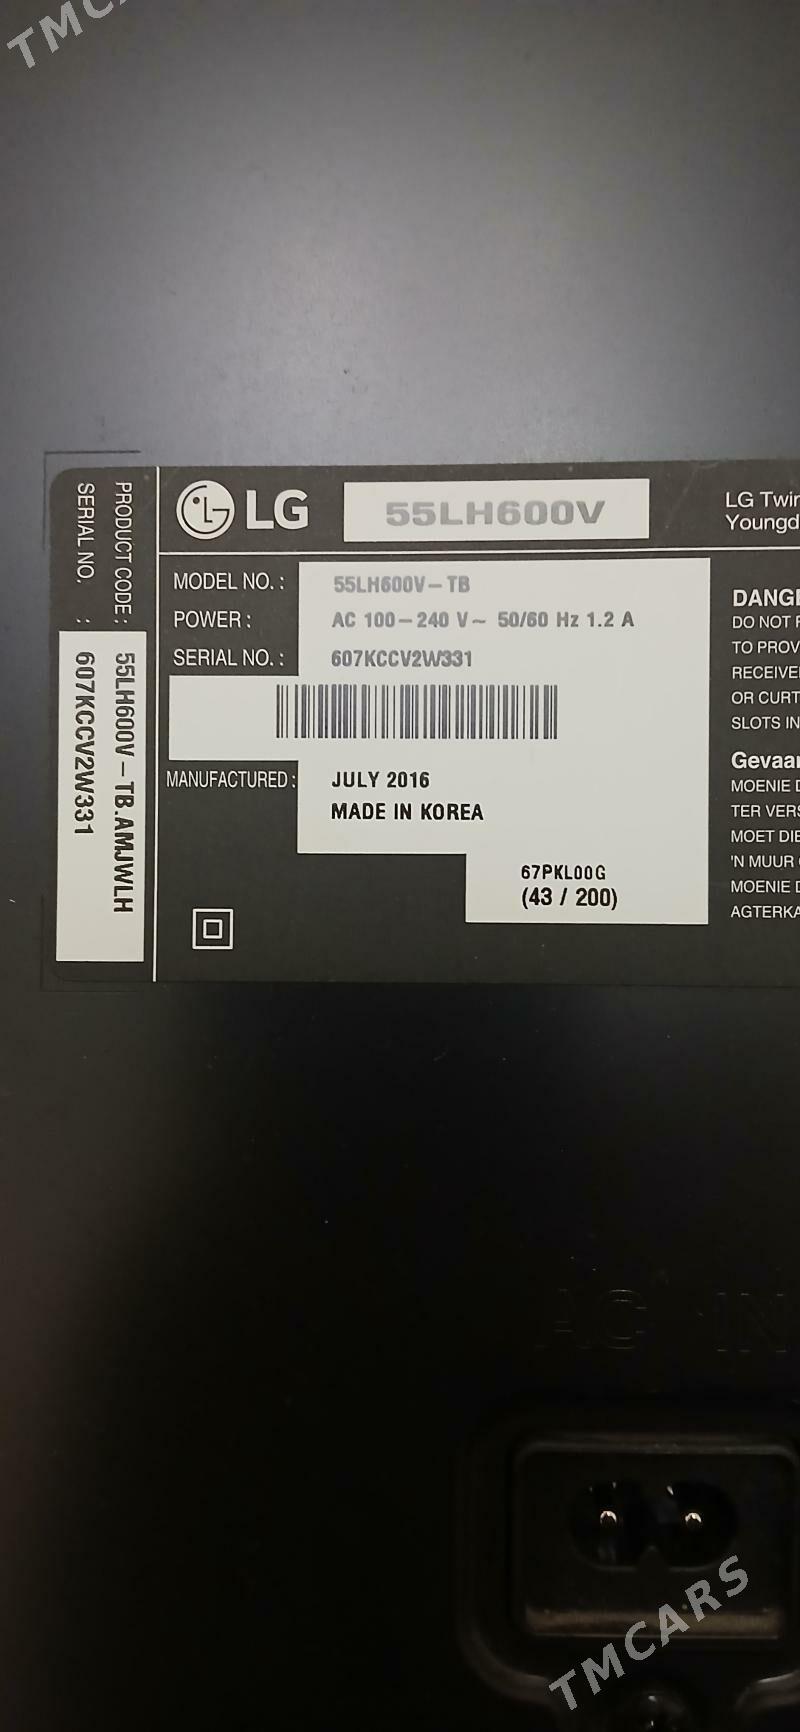 TMC
LG 55LH600V
LG Twin
Youngd
MODEL NO. : 55LH600V-TB
POWER : AC 100-240 V~ 50/60 Hz 1.2 A
SERIAL NO. : 607KCCV2W331
MANUFACTURED : JULY 2016
MADE IN KOREA
67PKL00G
(43 / 200)
PRODUCT CODE : 55LH600V-TB.AMJWLH
SERIAL NO. : 607KCCV2W331
DANGE
DO NOT
TO PROV
RECEIVE
OR CURT
SLOTS IN
Gevaar
MOENIE
TER VERS
MOET DIE
'N MUUR
MOENIE
AGTERKA
AC IN
TMCARS